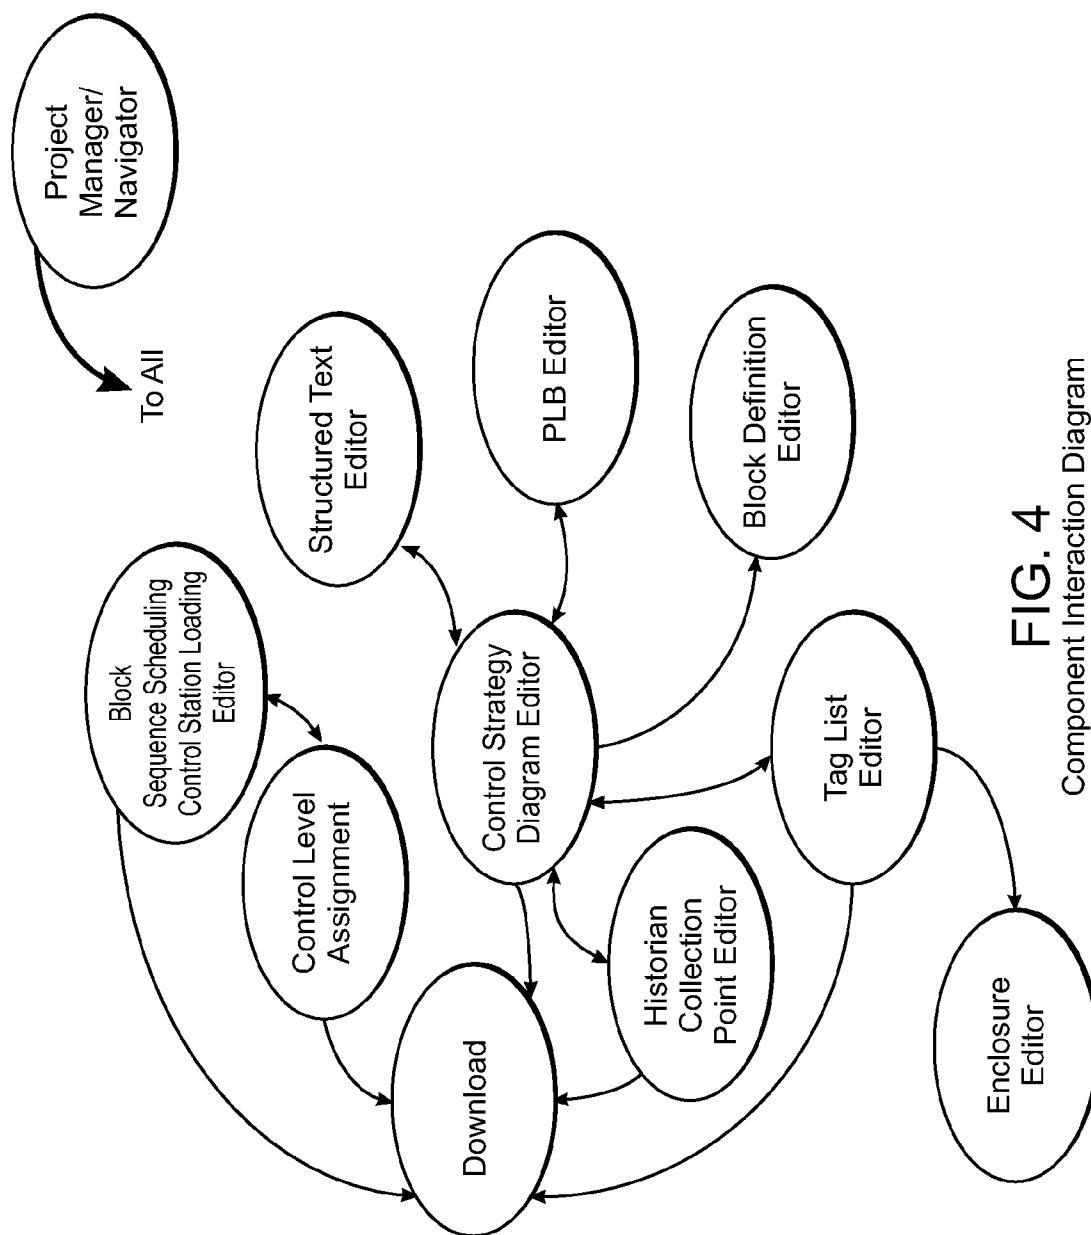 Project
Manager/
Navigator
To All
Block
Sequence Scheduling
Control Station Loading
Editor
Structured Text
Editor
Control Level
Assignment
PLB Editor
Control Strategy
Diagram Editor
Download
Block Definition
Editor
Historian
Collection
Point Editor
Tag List
Editor
Enclosure
Editor
FIG. 4
Component Interaction Diagram